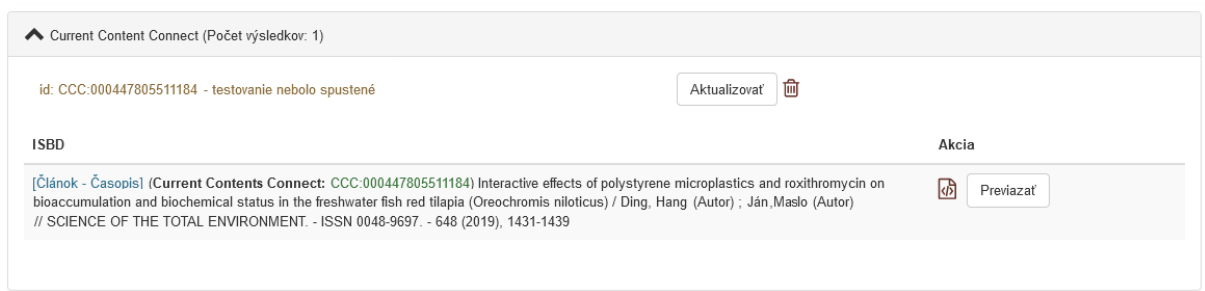 Current Content Connect (Počet výsledkov: 1)
id: CCC:000447805511184 - testovanie nebolo spustené
Aktualizovať
ISBD
Akcia
[Článok - Časopis] (Current Contents Connect: CCC:000447805511184) Interactive effects of polystyrene microplastics and roxithromycin on
bioaccumulation and biochemical status in the freshwater fish red tilapia (Oreochromis niloticus) / Ding, Hang (Autor) ; Ján,Maslo (Autor)
// SCIENCE OF THE TOTAL ENVIRONMENT. - ISSN 0048-9697. - 648 (2019), 1431-1439
Previazať